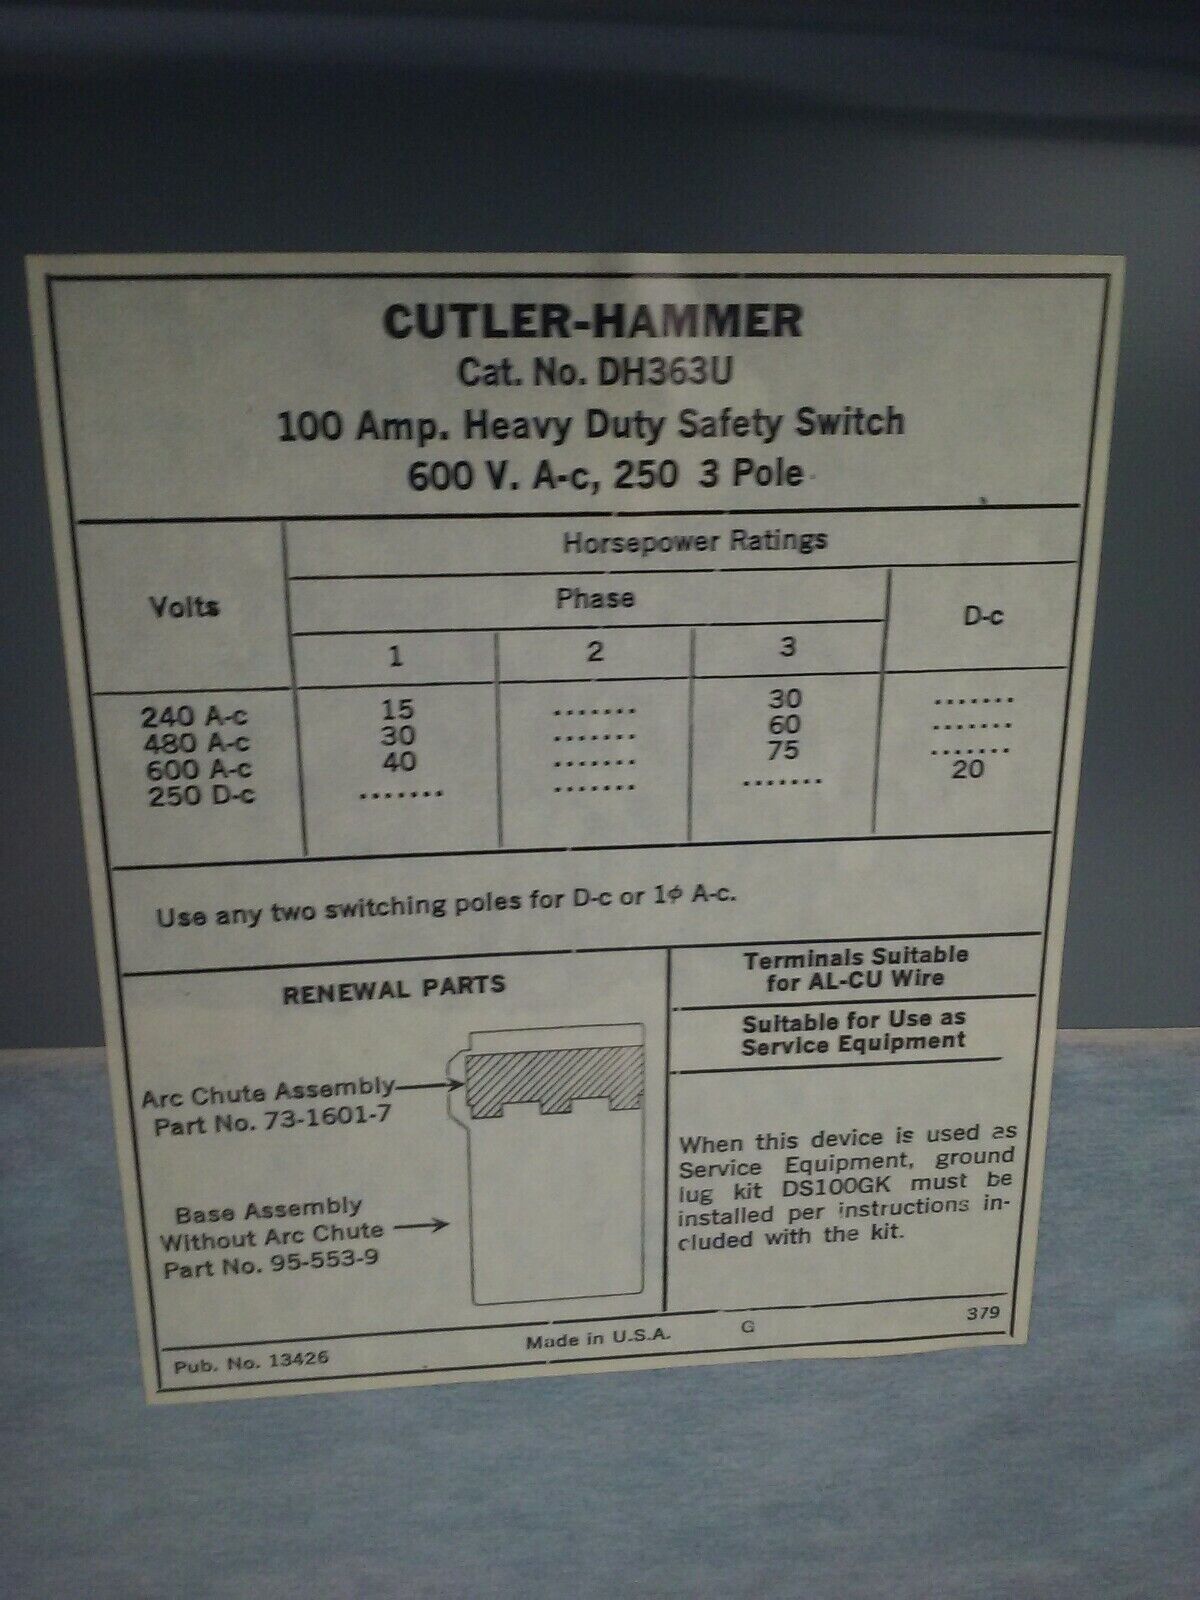 CUTLER-HAMMER
Cat. No. DH363U
100 Amp. Heavy Duty Safety Switch
600 V. A-c, 250 3 Pole
Volts
Horsepower Ratings
Phase
D-c
1 2 3
240 A-c 15 ....... 30 .......
480 A-c 30 ....... 60 .......
600 A-c 40 ....... 75 .......
250 D-c ....... ....... ....... 20
Use any two switching poles for D-c or 1ϕ A-c.
RENEWAL PARTS
Arc Chute Assembly
Part No. 73-1601-7
Base Assembly
Without Arc Chute
Part No. 95-553-9
Terminals Suitable
for AL-CU Wire
Suitable for Use as
Service Equipment
When this device is used as
Service Equipment, ground
lug kit DS100GK must be
installed per instructions in-
cluded with the kit.
Pub. No. 13426 Made in U.S.A. G 379